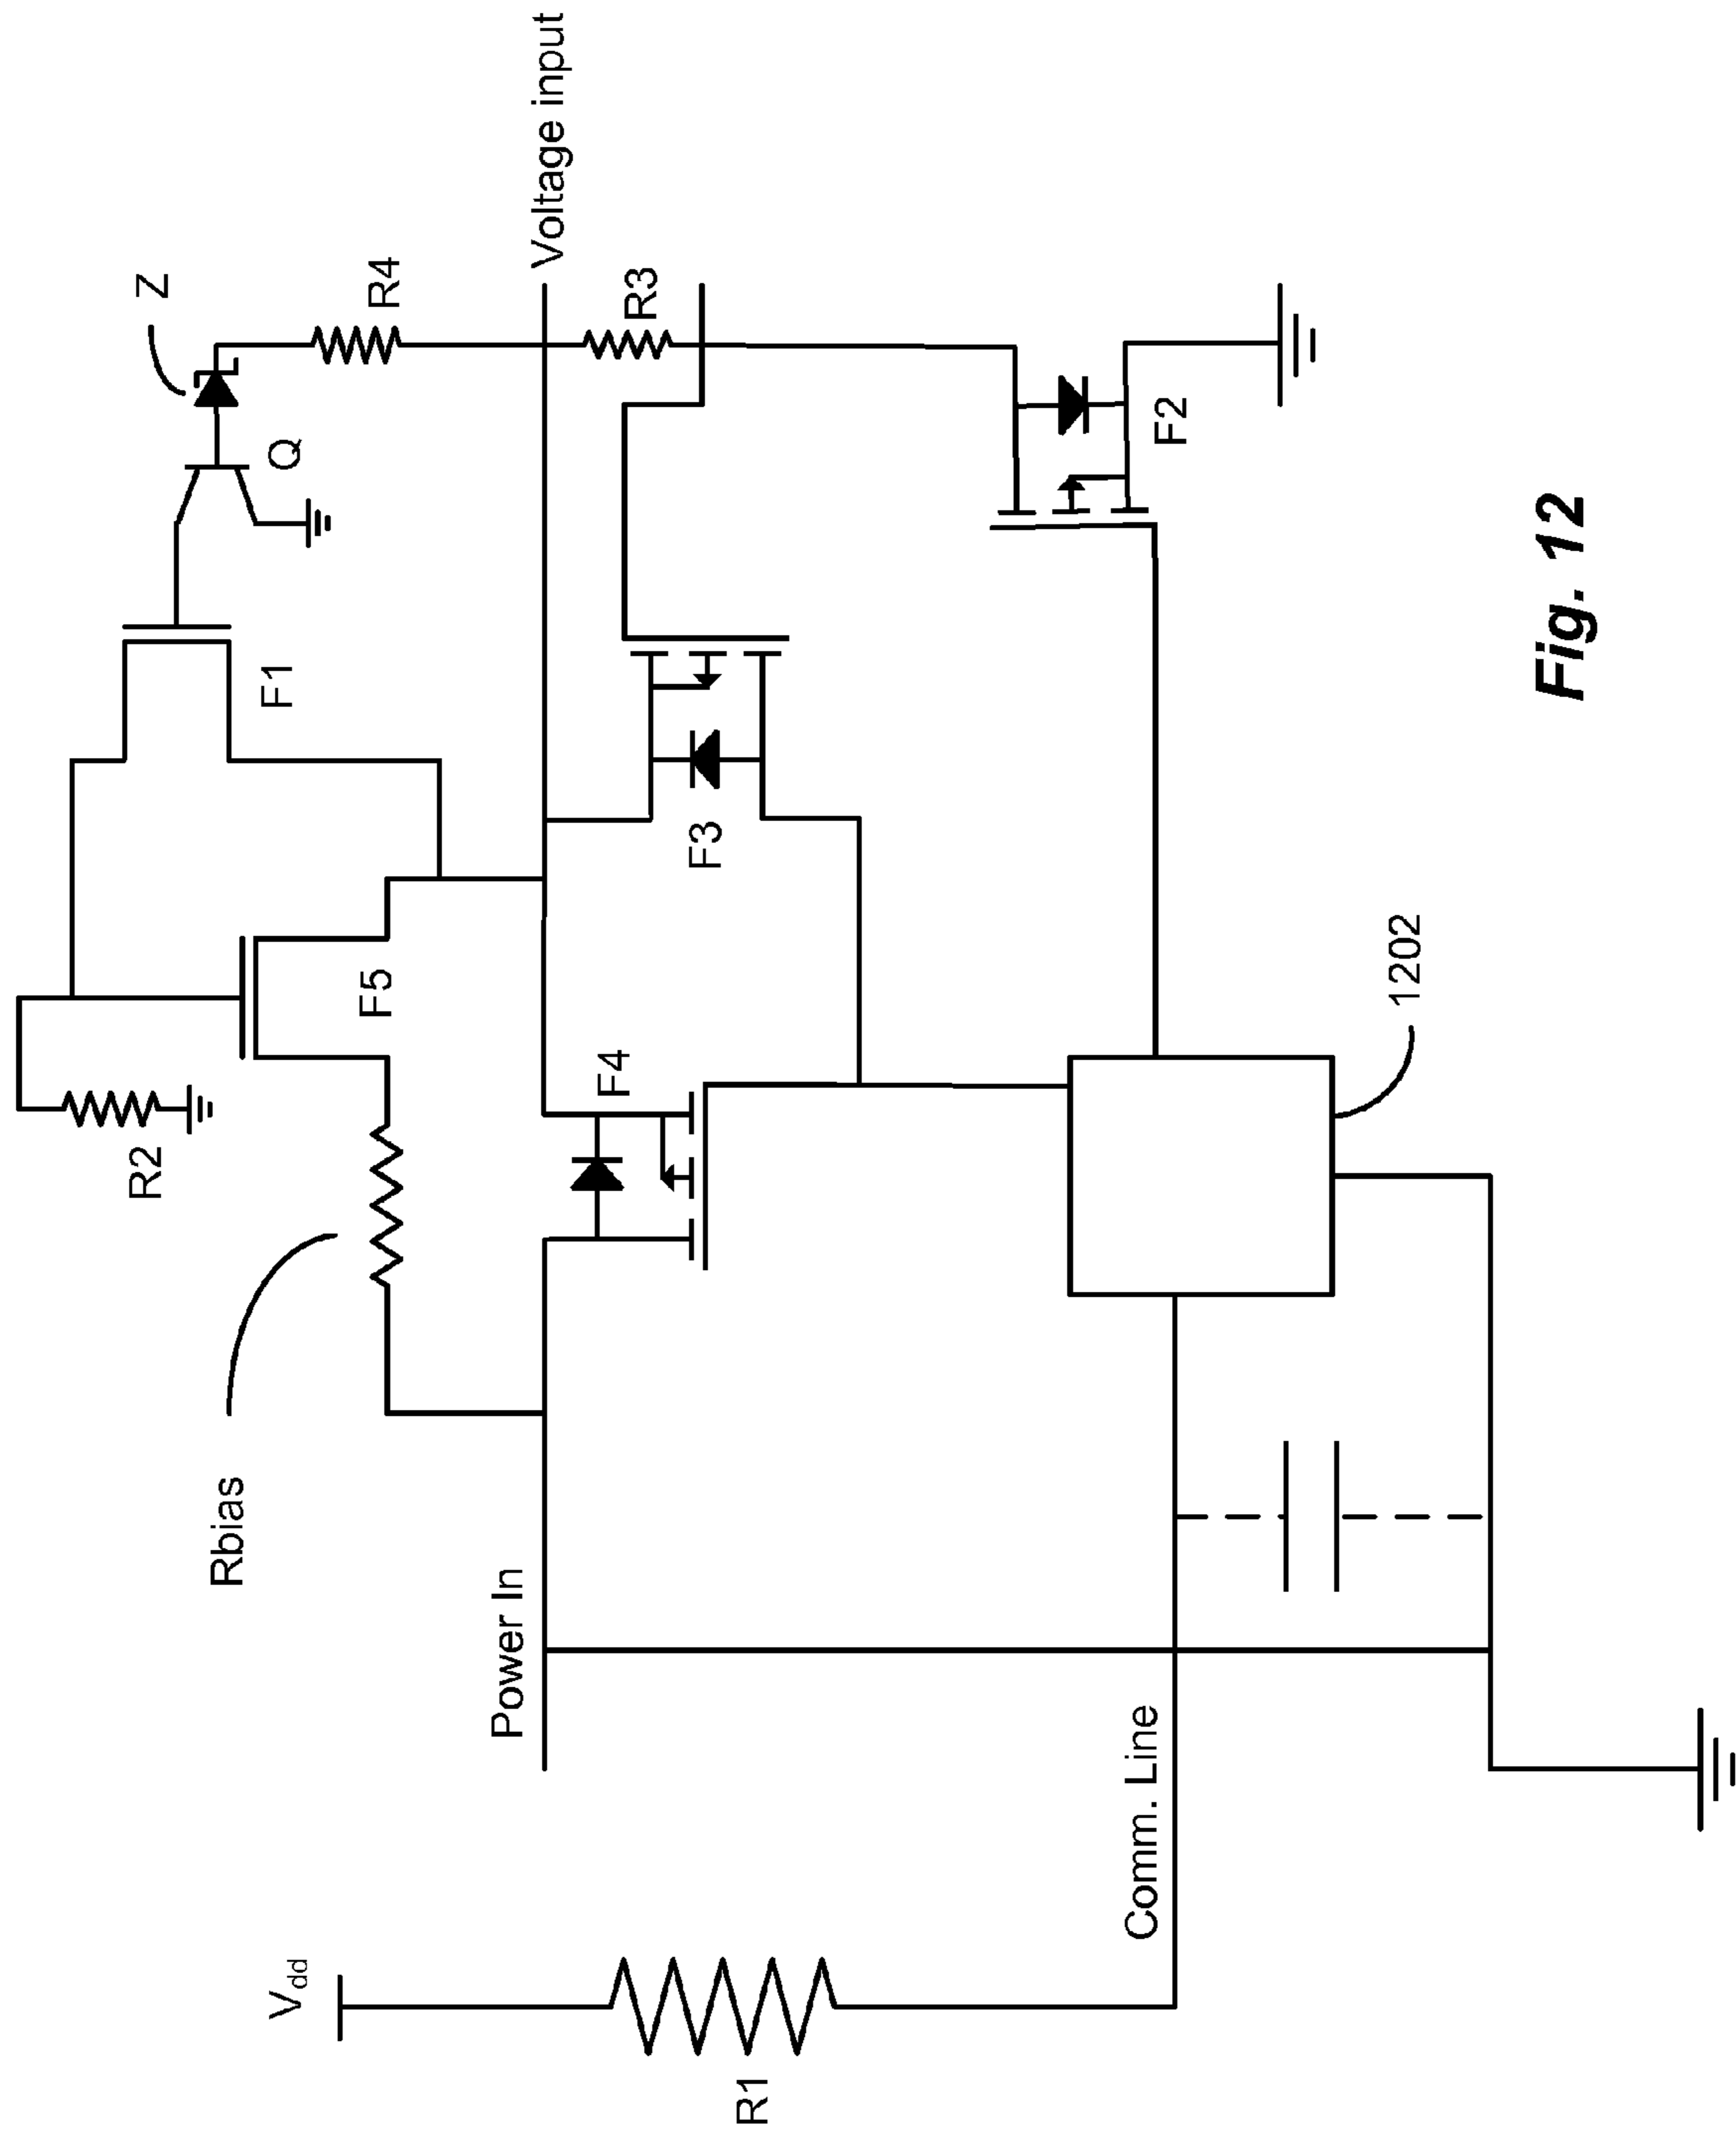 Z
R4
Voltage input
Q
R3
F1
F2
F5
F3
R2
F4
1202
Rbias
Power In
Comm. Line
Vdd
R1
Fig. 12